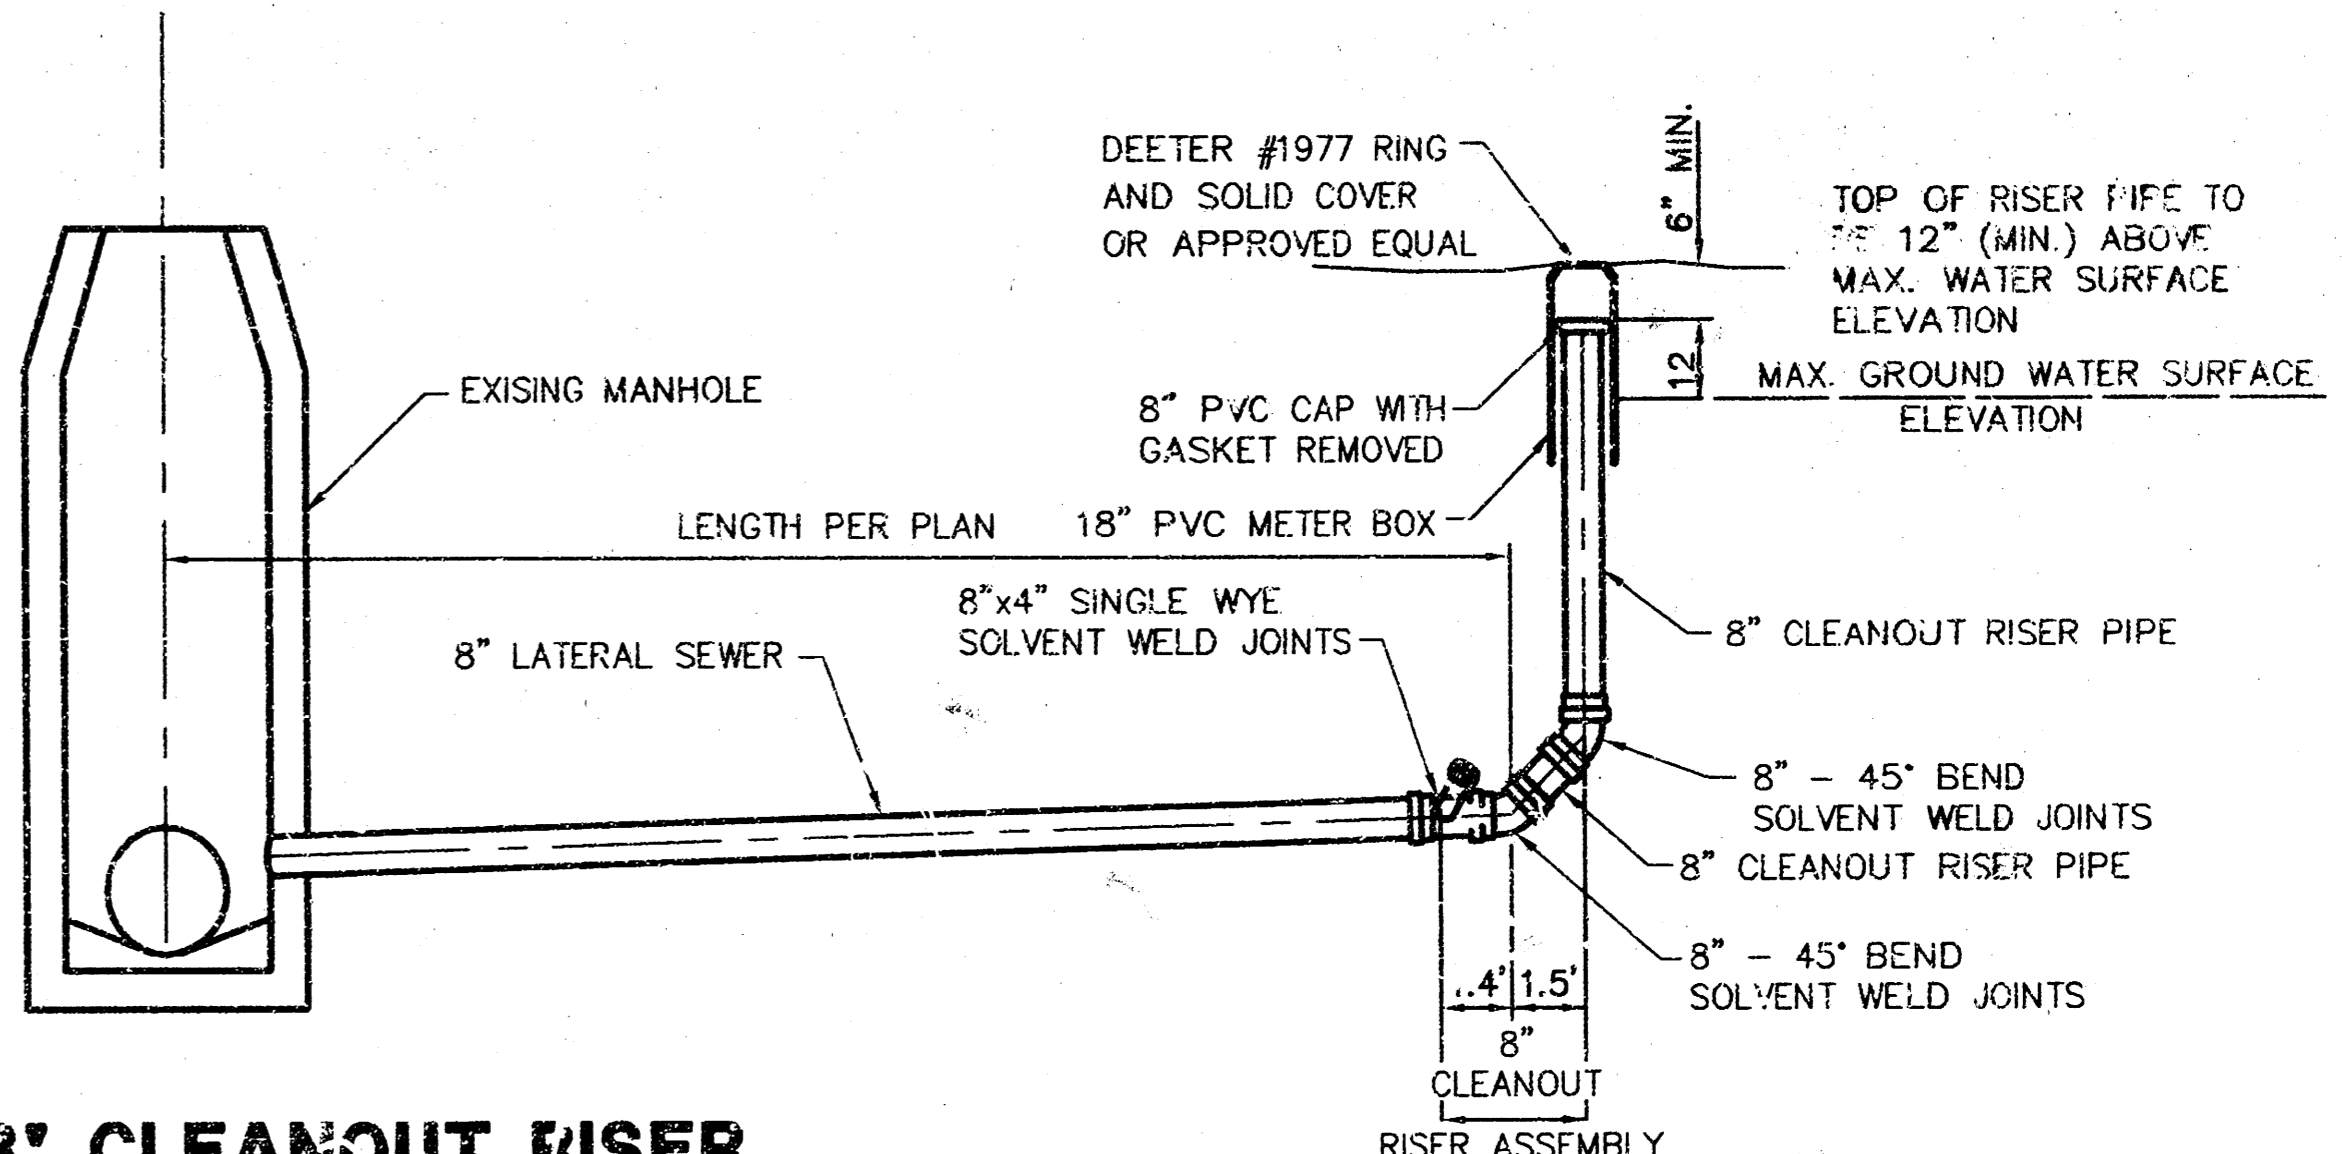 DEETER #1977 RING
AND SOLID COVER
OR APPROVED EQUAL
6" MIN.
TOP OF RISER PIPE TO
12" (MIN.) ABOVE
MAX. WATER SURFACE
ELEVATION
12
MAX. GROUND WATER SURFACE
ELEVATION
EXISING MANHOLE
8" PVC CAP WITH
GASKET REMOVED
LENGTH PER PLAN
18" PVC METER BOX
8"x4" SINGLE WYE
SOLVENT WELD JOINTS
8" LATERAL SEWER
8" CLEANOUT RISER PIPE
8" - 45° BEND
SOLVENT WELD JOINTS
8" CLEANOUT RISER PIPE
8" - 45° BEND
SOLVENT WELD JOINTS
.4' 1.5'
8"
CLEANOUT
RISER ASSEMBLY
8" CLEANOUT RISER